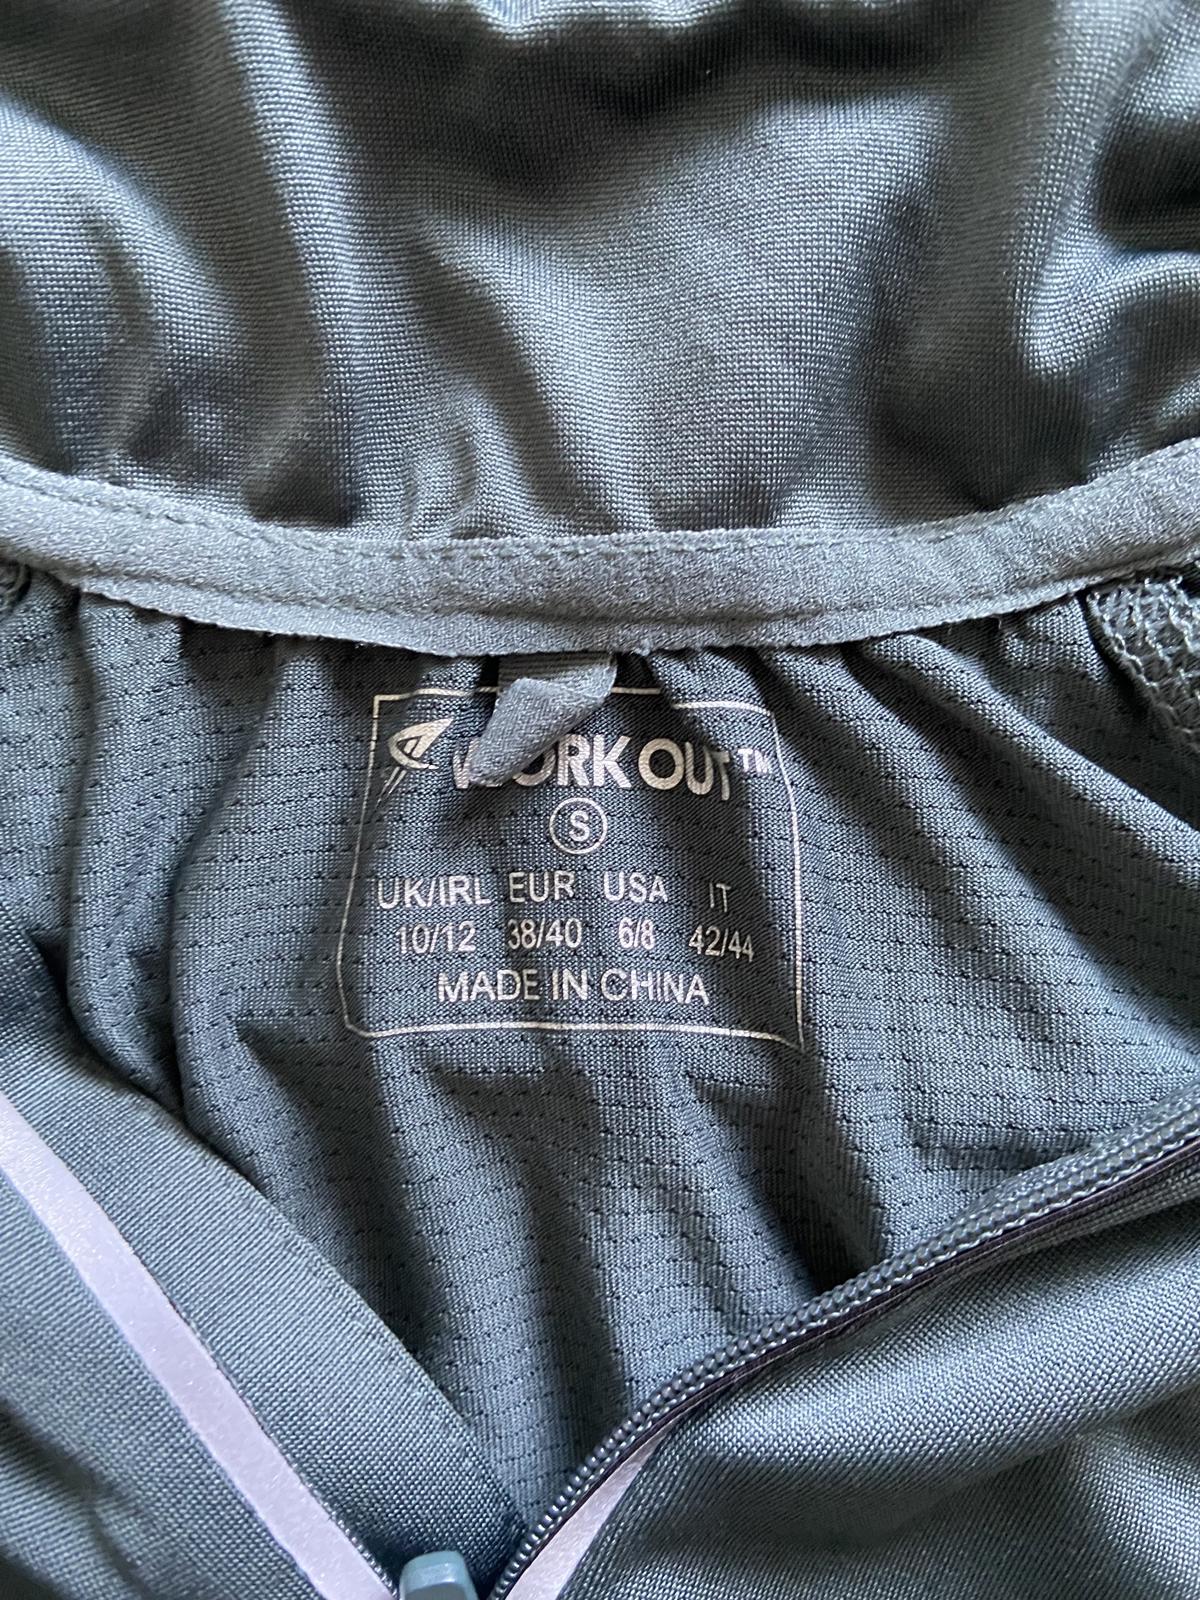 WORK OUT™
S
UK/IRL EUR USA IT
10/12 38/40 6/8 42/44
MADE IN CHINA